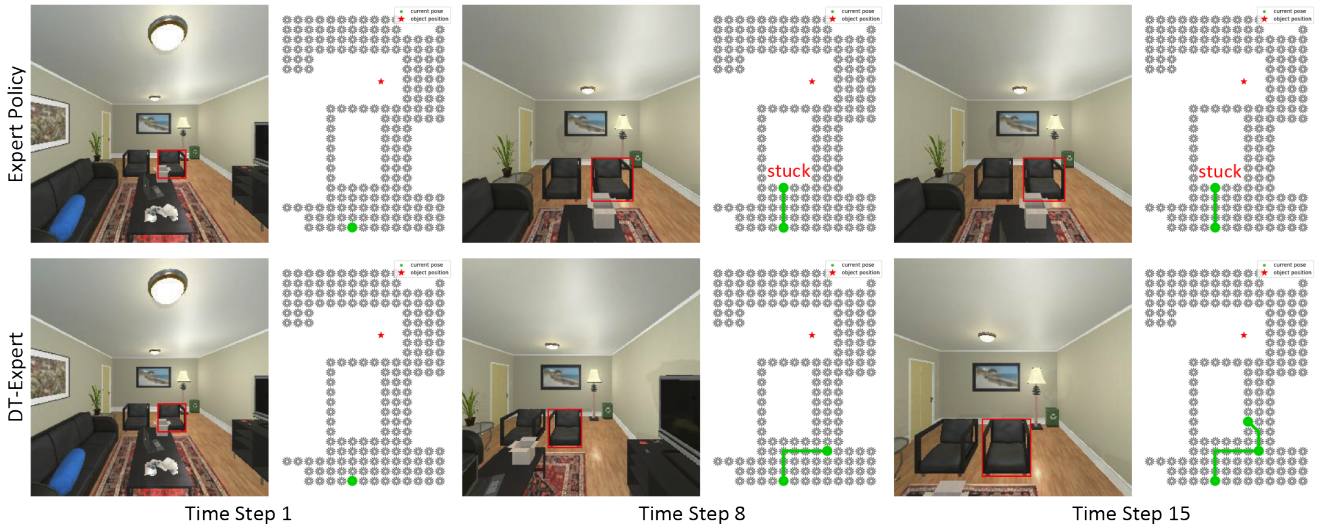 Expert Policy
current pose
object position
current pose
object position
stuck
current pose
object position
stuck
DT-Expert
current pose
object position
current pose
object position
current pose
object position
Time Step 1
Time Step 8
Time Step 15